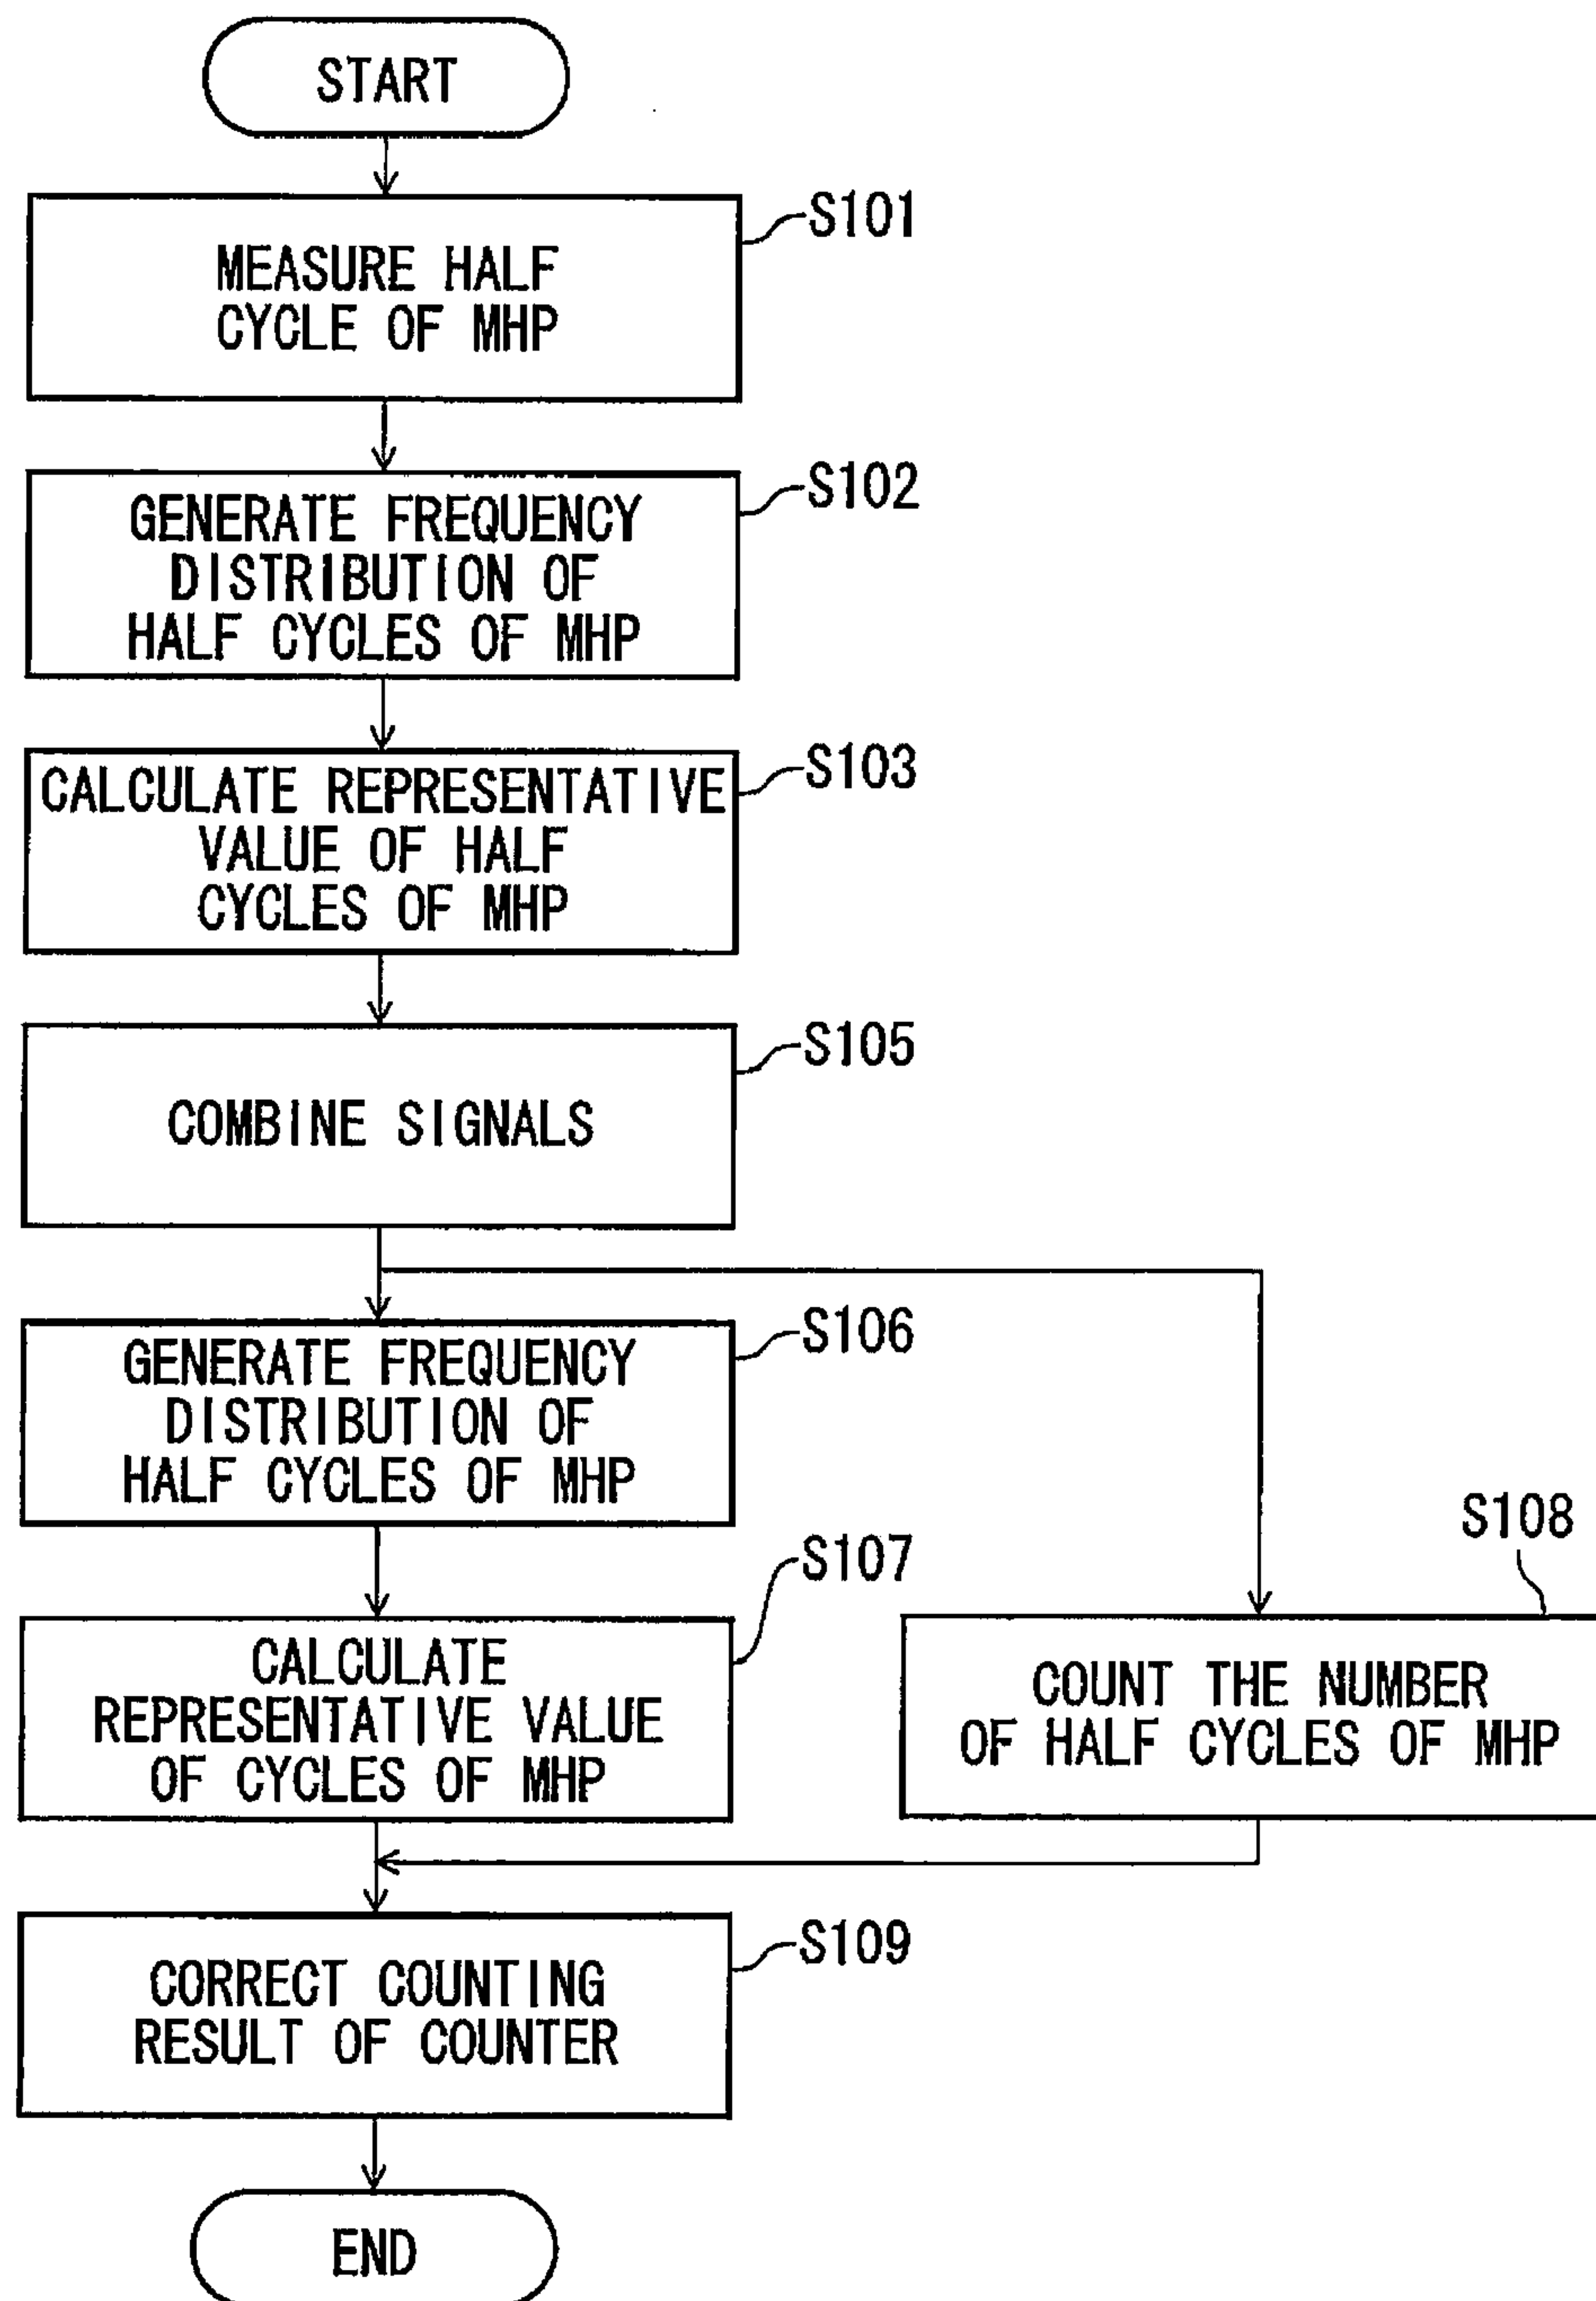 START
S101
MEASURE HALF
CYCLE OF MHP
S102
GENERATE FREQUENCY
DISTRIBUTION OF
HALF CYCLES OF MHP
S103
CALCULATE REPRESENTATIVE
VALUE OF HALF
CYCLES OF MHP
S105
COMBINE SIGNALS
S106
GENERATE FREQUENCY
DISTRIBUTION OF
HALF CYCLES OF MHP
S107
CALCULATE
REPRESENTATIVE VALUE
OF CYCLES OF MHP
S108
COUNT THE NUMBER
OF HALF CYCLES OF MHP
S109
CORRECT COUNTING
RESULT OF COUNTER
END